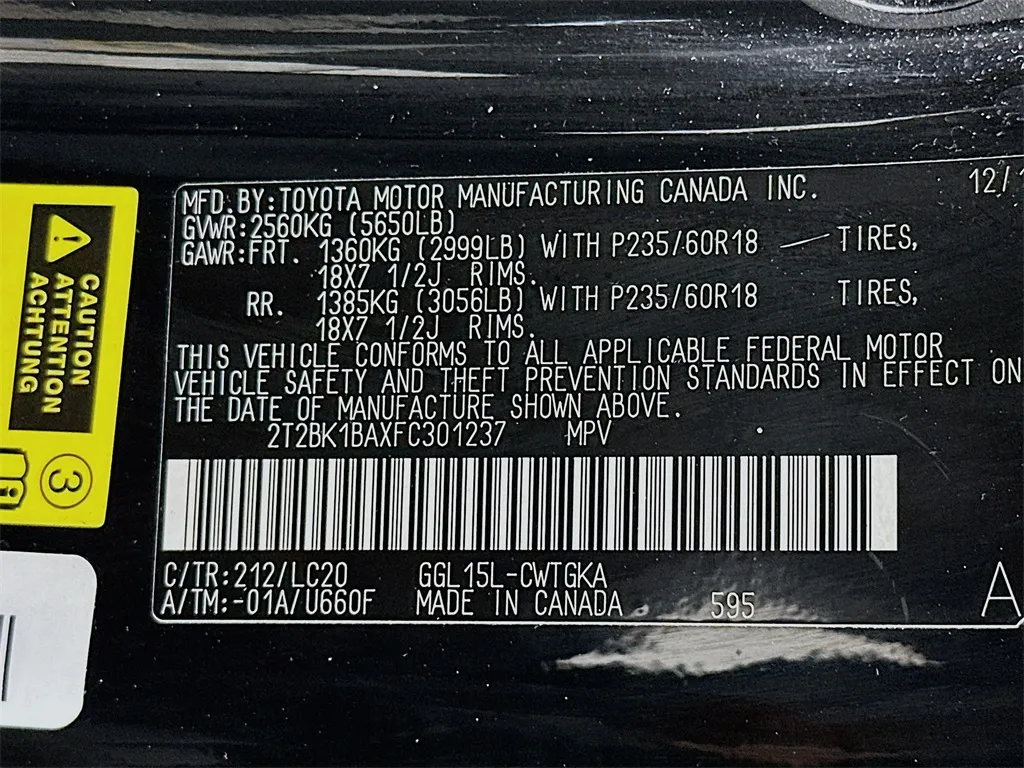 MFD.BY:TOYOTA MOTOR MANUFACTURING CANADA INC. 12/1
GVWR:2560KG (5650LB)
GAWR:FRT. 1360KG (2999LB) WITH P235/60R18 TIRES,
18X7 1/2J RIMS.
RR. 1385KG (3056LB) WITH P235/60R18 TIRES,
18X7 1/2J RIMS.
THIS VEHICLE CONFORMS TO ALL APPLICABLE FEDERAL MOTOR
VEHICLE SAFETY AND THEFT PREVENTION STANDARDS IN EFFECT ON
THE DATE OF MANUFACTURE SHOWN ABOVE.
2T2BK1BAXFC301237 MPV
C/TR:212/LC20 GGL15L-CWTGKA
A/TM:-01A/U660F MADE IN CANADA 595 A
CAUTION
ATTENTION
ACHTUNG
3